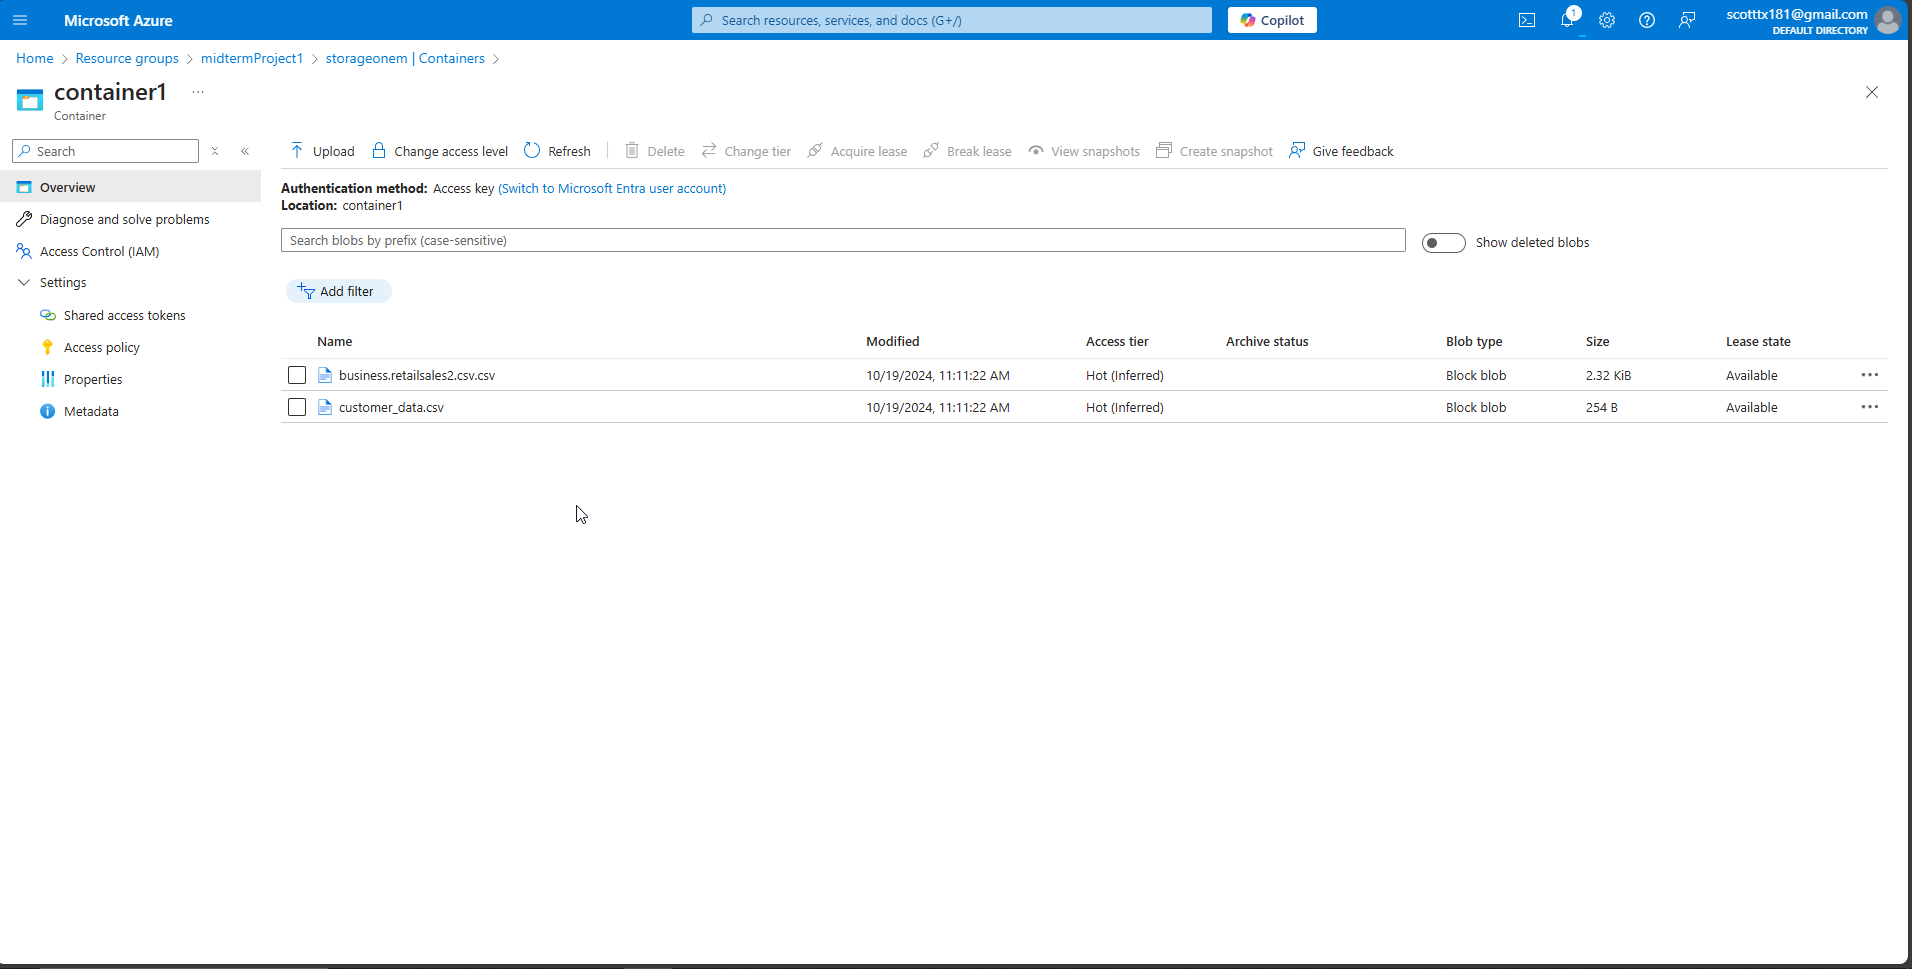 Microsoft Azure
Search resources, services, and docs (G+/)
Copilot
1
scotttx181@gmail.com
DEFAULT DIRECTORY
Home > Resource groups > midtermProject1 > storageonem | Containers >
container1 ...
Container
Search
Upload Change access level Refresh Delete Change tier Acquire lease Break lease View snapshots Create snapshot Give feedback
Overview
Diagnose and solve problems
Access Control (IAM)
Settings
Shared access tokens
Access policy
Properties
Metadata
Authentication method: Access key (Switch to Microsoft Entra user account)
Location: container1
Search blobs by prefix (case-sensitive)
Show deleted blobs
Add filter
Name Modified Access tier Archive status Blob type Size Lease state
business.retailsales2.csv.csv 10/19/2024, 11:11:22 AM Hot (Inferred) Block blob 2.32 KiB Available ...
customer_data.csv 10/19/2024, 11:11:22 AM Hot (Inferred) Block blob 254 B Available ...